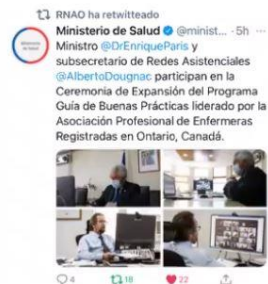 RNAO ha retwitteado
Ministerio de Salud @minist... · 5h ···
Ministro @DrEnriqueParis y
subsecretario de Redes Asistenciales
@AlbertoDougnac participan en la
Ceremonia de Expansión del Programa
Guía de Buenas Prácticas liderado por la
Asociación Profesional de Enfermeras
Registradas en Ontario, Canadá.
4 18 22